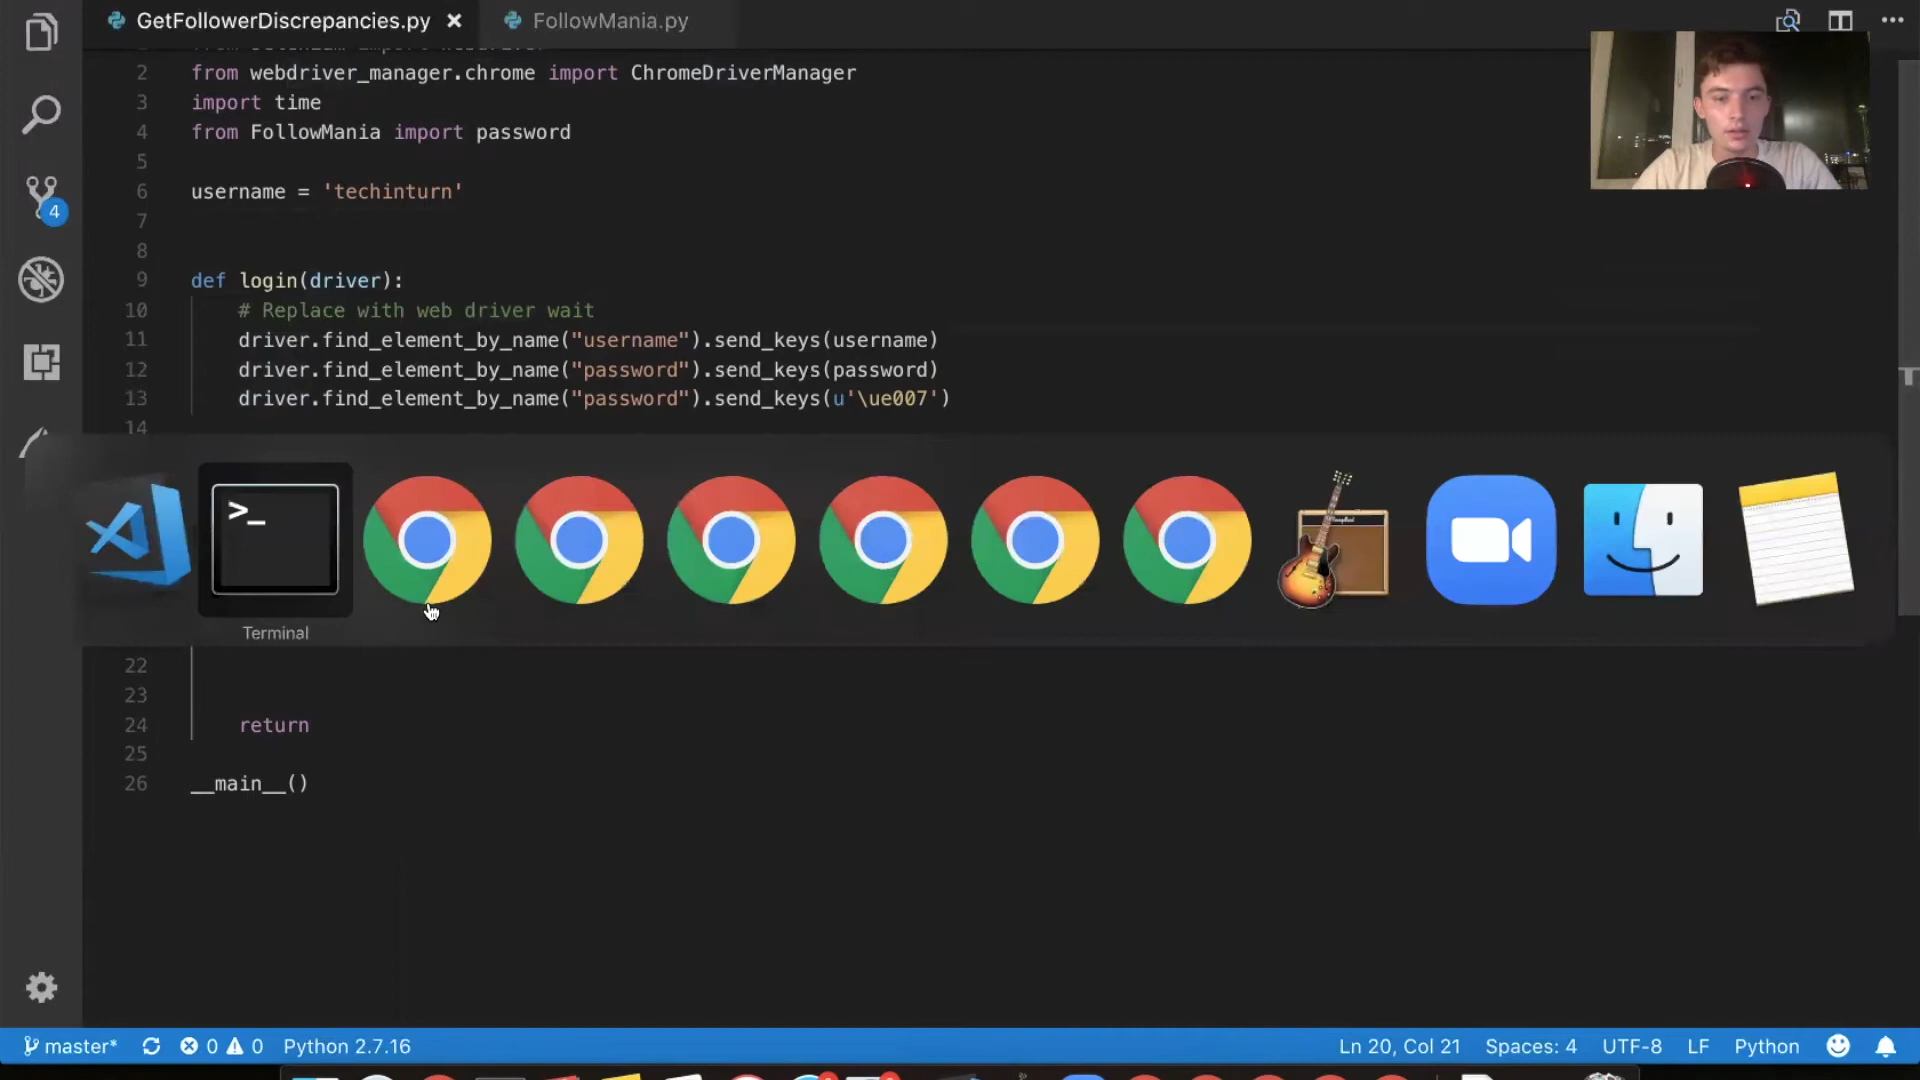 GetFollowerDiscrepancies.py
FollowMania.py
2 from webdriver_manager.chrome import ChromeDriverManager
3 import time
4 from FollowMania import password
5
6 username = 'techinturn'
7
8
9 def login(driver):
10 # Replace with web driver wait
11 driver.find_element_by_name("username").send_keys(username)
12 driver.find_element_by_name("password").send_keys(password)
13 driver.find_element_by_name("password").send_keys(u'\ue007')
14
4
>_
Terminal
22
23
24 return
25
26 __main__()
master* 0 0 Python 2.7.16 Ln 20, Col 21 Spaces: 4 UTF-8 LF Python